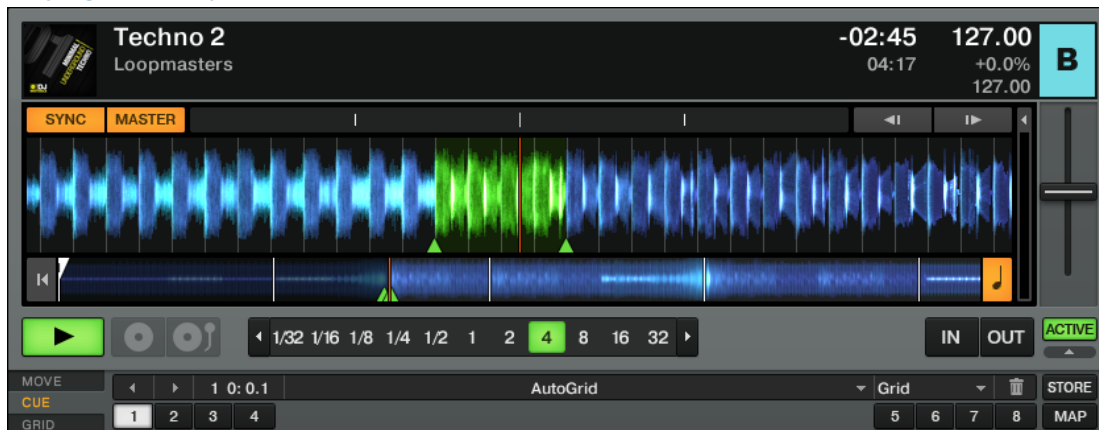 Techno 2
Loopmasters
-02:45
127.00
04:17
+0.0%
127.00
B
SYNC MASTER
1/32 1/16 1/8 1/4 1/2 1 2 4 8 16 32
IN OUT
ACTIVE
MOVE
CUE
GRID
1 0: 0.1
AutoGrid
Grid
STORE
1 2 3 4
5 6 7 8
MAP